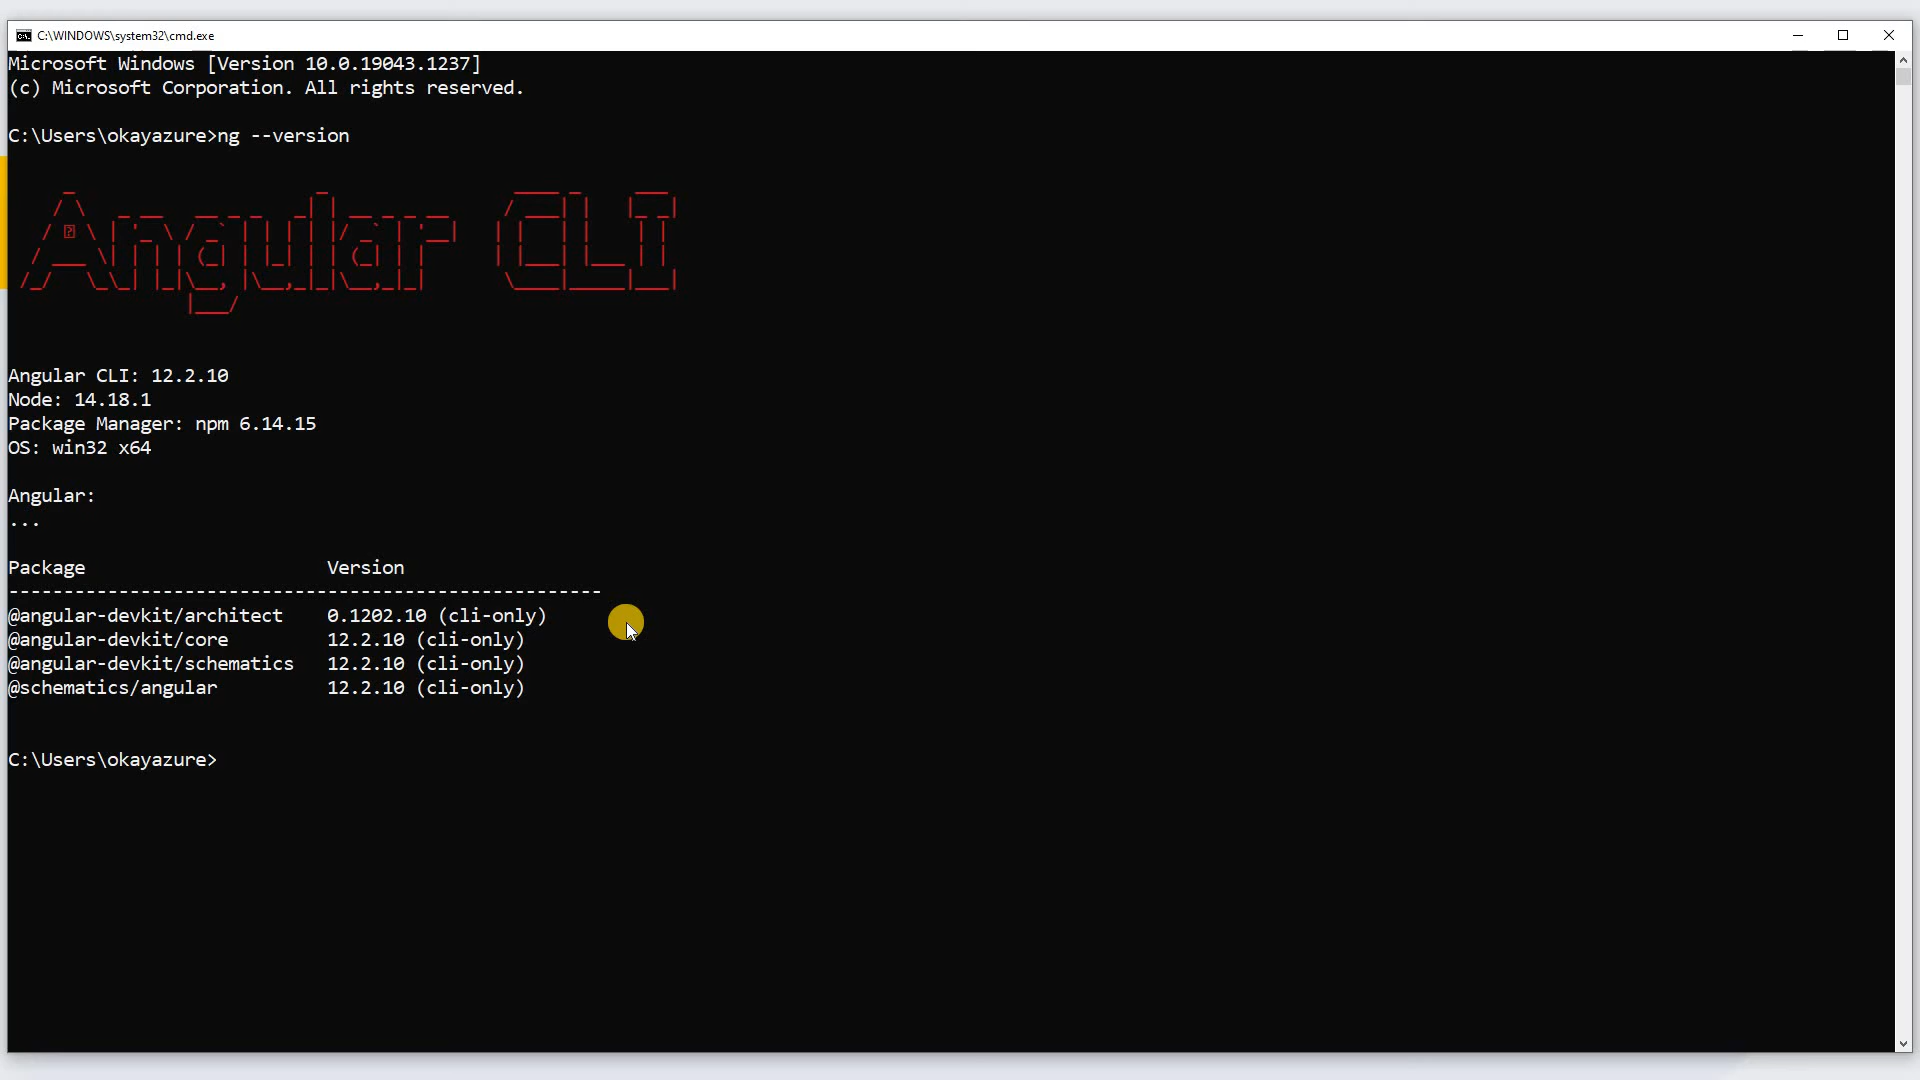 C:\WINDOWS\system32\cmd.exe
Microsoft Windows [Version 10.0.19043.1237]
(c) Microsoft Corporation. All rights reserved.
C:\Users\okayazure>ng --version
Angular CLI
Angular CLI: 12.2.10
Node: 14.18.1
Package Manager: npm 6.14.15
OS: win32 x64
Angular:
...
Package Version
------------------------------------------------------
@angular-devkit/architect 0.1202.10 (cli-only)
@angular-devkit/core 12.2.10 (cli-only)
@angular-devkit/schematics 12.2.10 (cli-only)
@schematics/angular 12.2.10 (cli-only)
C:\Users\okayazure>